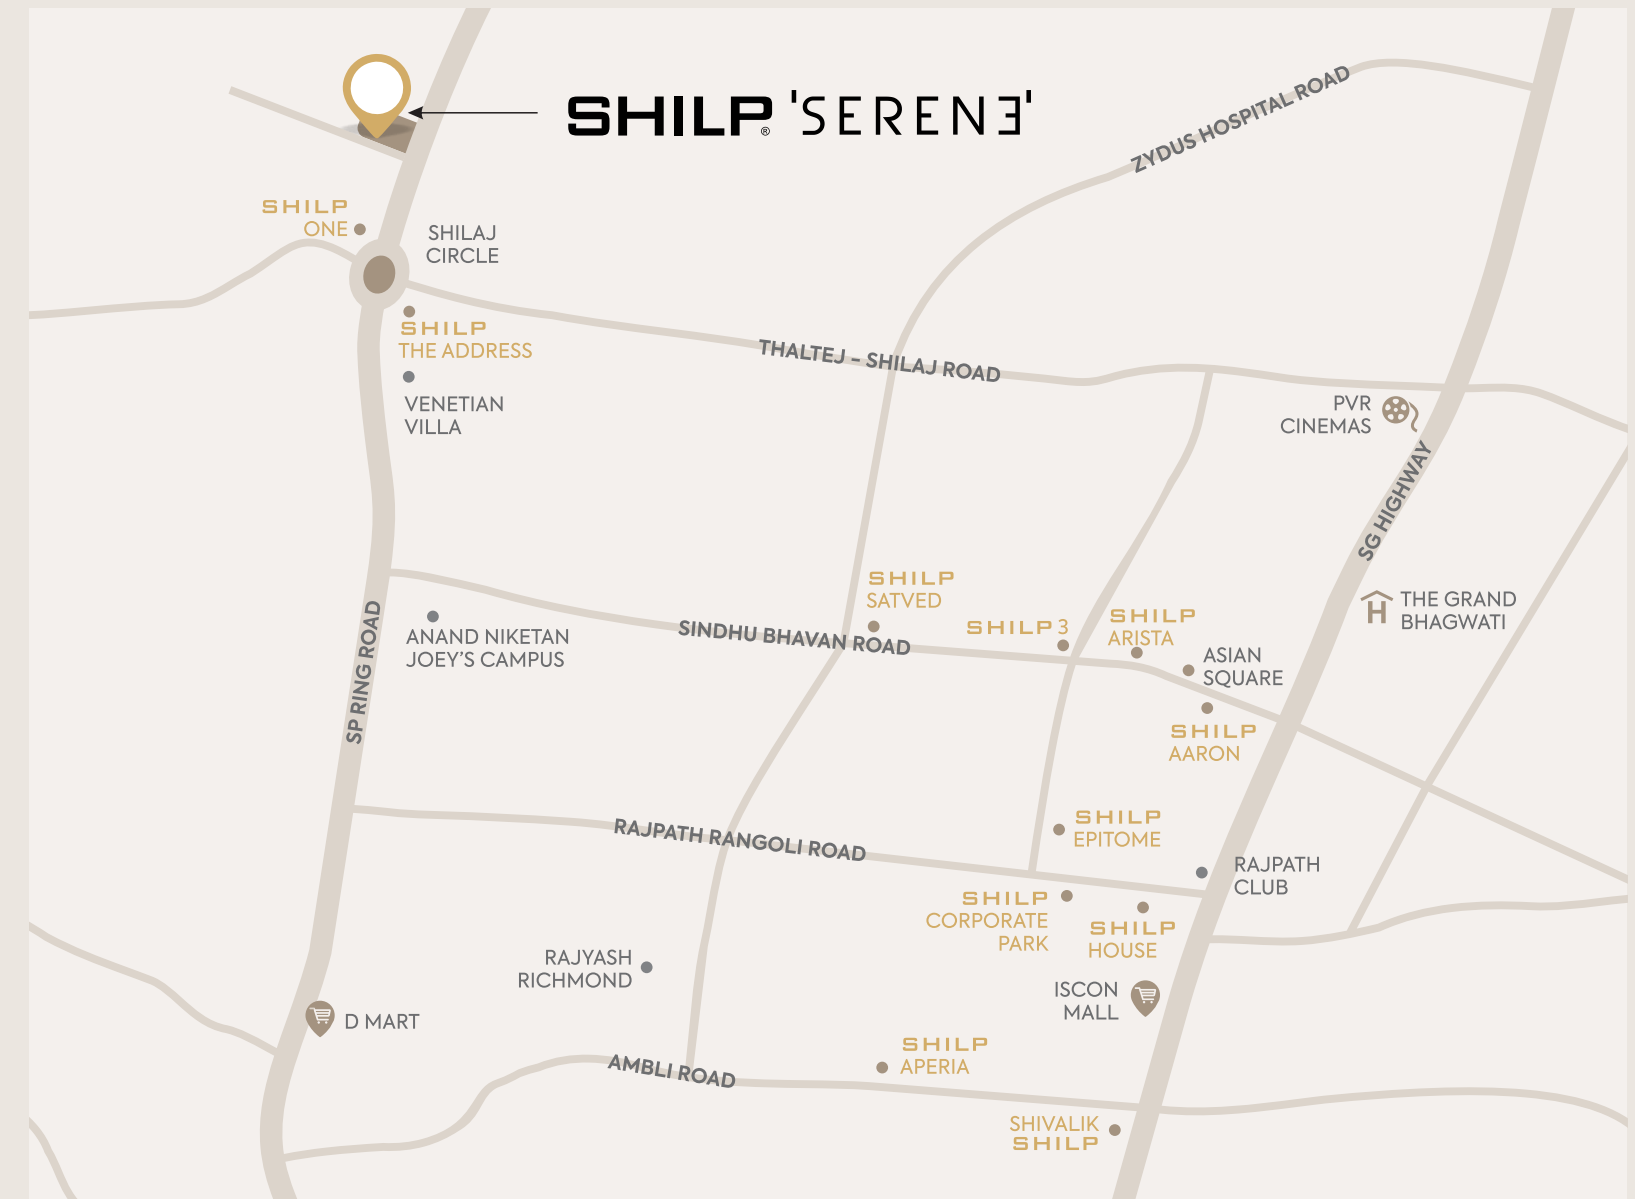 SHILP® 'SERENE'
ZYDUS HOSPITAL ROAD
SHILP
ONE
SHILAJ
CIRCLE
SHILP
THE ADDRESS
THALTEJ – SHILAJ ROAD
VENETIAN
VILLA
PVR
CINEMAS
SG HIGHWAY
SHILP
SATVED
THE GRAND
BHAGWATI
H
SP RING ROAD
ANAND NIKETAN
JOEY'S CAMPUS
SINDHU BHAVAN ROAD
SHILP 3
SHILP
ARISTA
ASIAN
SQUARE
SHILP
AARON
RAJPATH RANGOLI ROAD
SHILP
EPITOME
RAJPATH
CLUB
SHILP
CORPORATE
PARK
SHILP
HOUSE
RAJYASH
RICHMOND
ISCON
MALL
D MART
AMBLI ROAD
SHILP
APERIA
SHIVALIK
SHILP